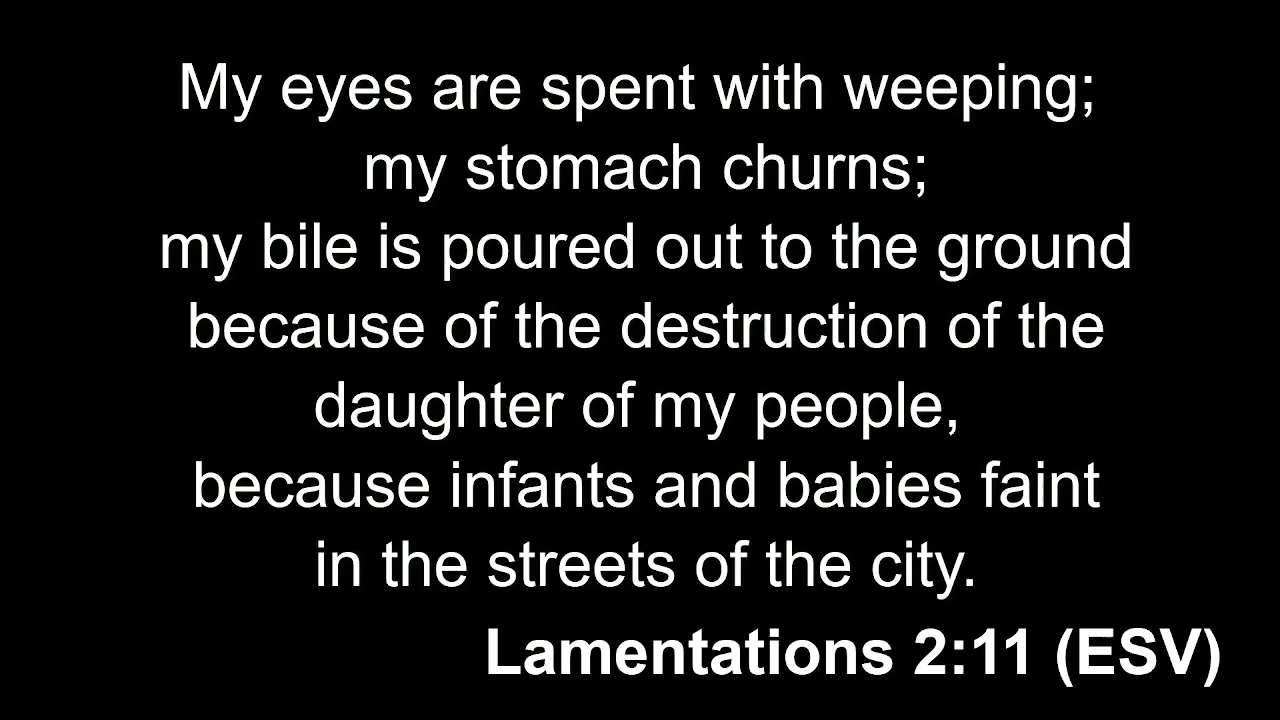 My eyes are spent with weeping;
my stomach churns;
my bile is poured out to the ground
because of the destruction of the
daughter of my people,
because infants and babies faint
in the streets of the city.
Lamentations 2:11 (ESV)